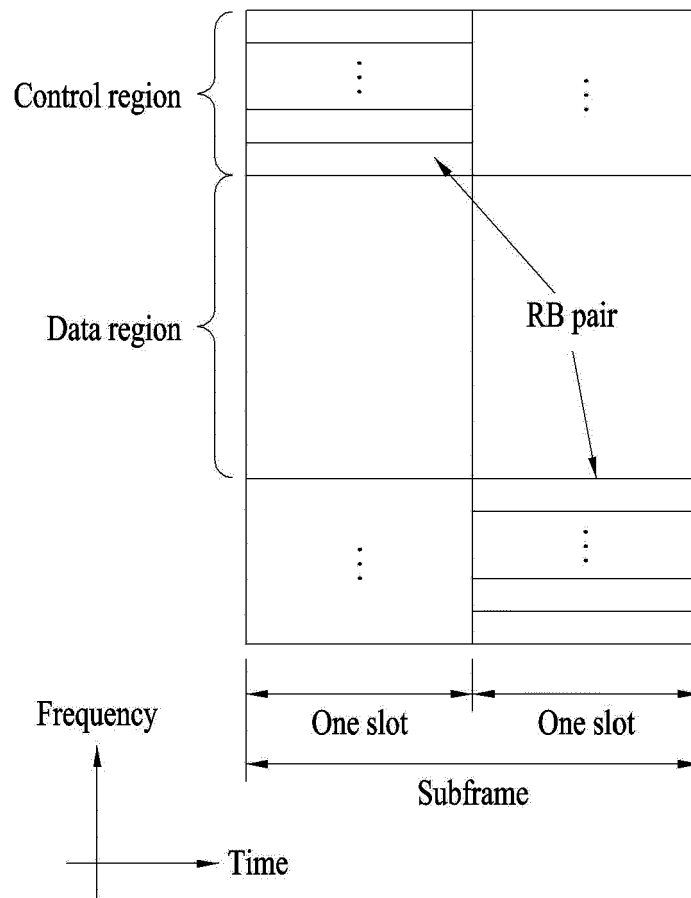 Control region
Data region
RB pair
One slot
One slot
Subframe
Frequency
Time